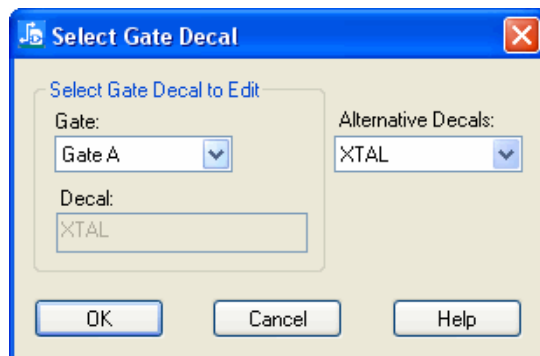 Select Gate Decal
Select Gate Decal to Edit
Gate:
Gate A
Decal:
XTAL
Alternative Decals:
XTAL
OK
Cancel
Help